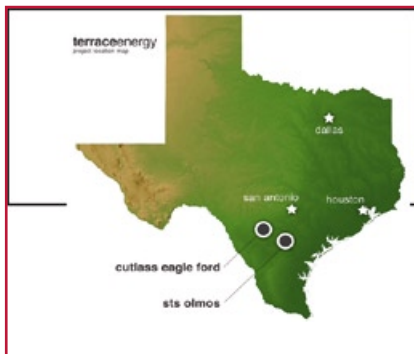 terraceenergy
project location map
dallas
san antonio
houston
cutlass eagle ford
sts olmos